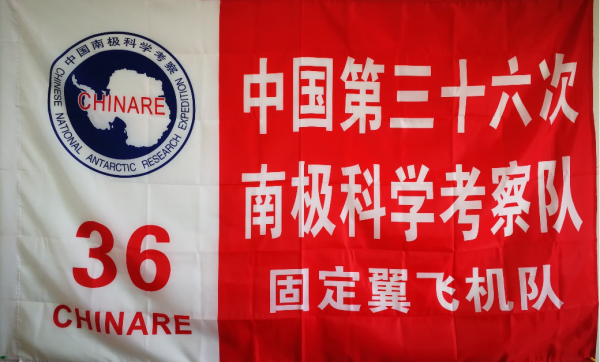 中国南极科学考察
CHINARE
CHINESE NATIONAL ANTARCTIC RESEARCH EXPEDITION
36
CHINARE
中国第三十六次
南极科学考察队
固定翼飞机队